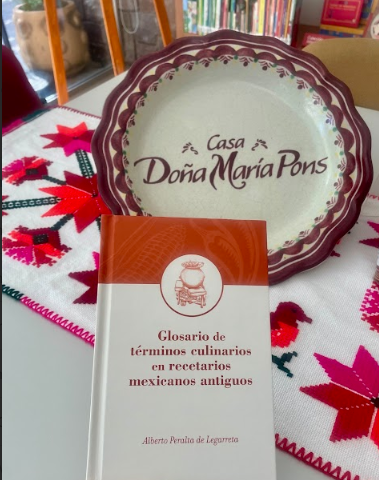 Casa
Doña María Pons
Glosario de
términos culinarios
en recetarios
mexicanos antiguos
Alberto Peralta de Legarreta